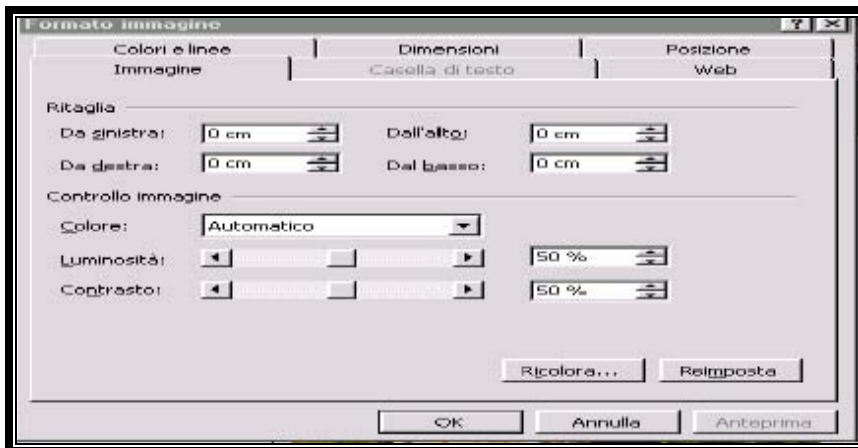 Formato immagine
Colori e linee Dimensioni Posizione
Immagine Casella di testo Web
Ritaglia
Da sinistra: 0 cm Dall'alto: 0 cm
Da destra: 0 cm Dal basso: 0 cm
Controllo immagine
Colore: Automatico
Luminosità: 50 %
Contrasto: 50 %
Ricolora... Reimposta
OK Annulla Anteprima